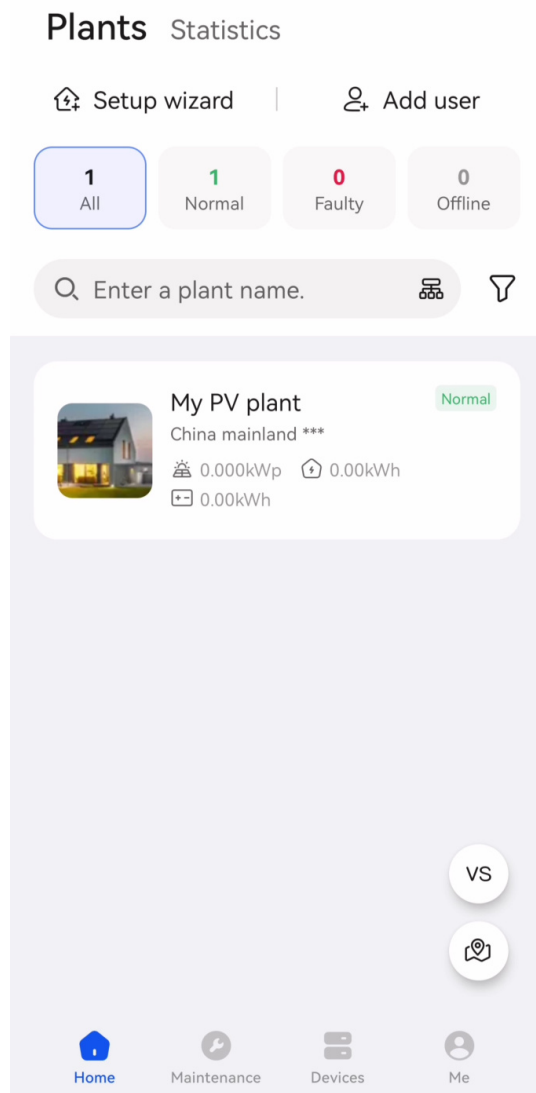 Plants Statistics
Setup wizard Add user
1 1 0 0
All Normal Faulty Offline
Enter a plant name.
My PV plant Normal
China mainland ***
0.000kWp 0.00kWh
0.00kWh
VS
Home Maintenance Devices Me